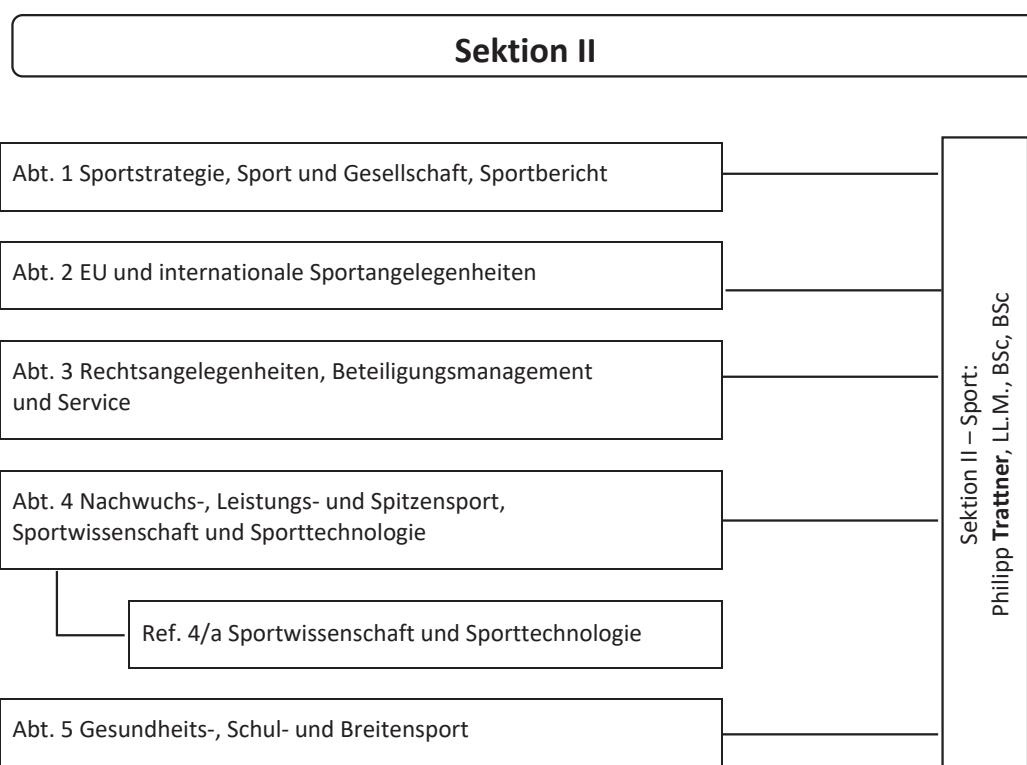 Sektion II
Abt. 1 Sportstrategie, Sport und Gesellschaft, Sportbericht
Abt. 2 EU und internationale Sportangelegenheiten
Abt. 3 Rechtsangelegenheiten, Beteiligungsmanagement
und Service
Abt. 4 Nachwuchs-, Leistungs- und Spitzensport,
Sportwissenschaft und Sporttechnologie
Ref. 4/a Sportwissenschaft und Sporttechnologie
Abt. 5 Gesundheits-, Schul- und Breitensport
Sektion II – Sport:
Philipp Trattner, LL.M., BSc, BSc